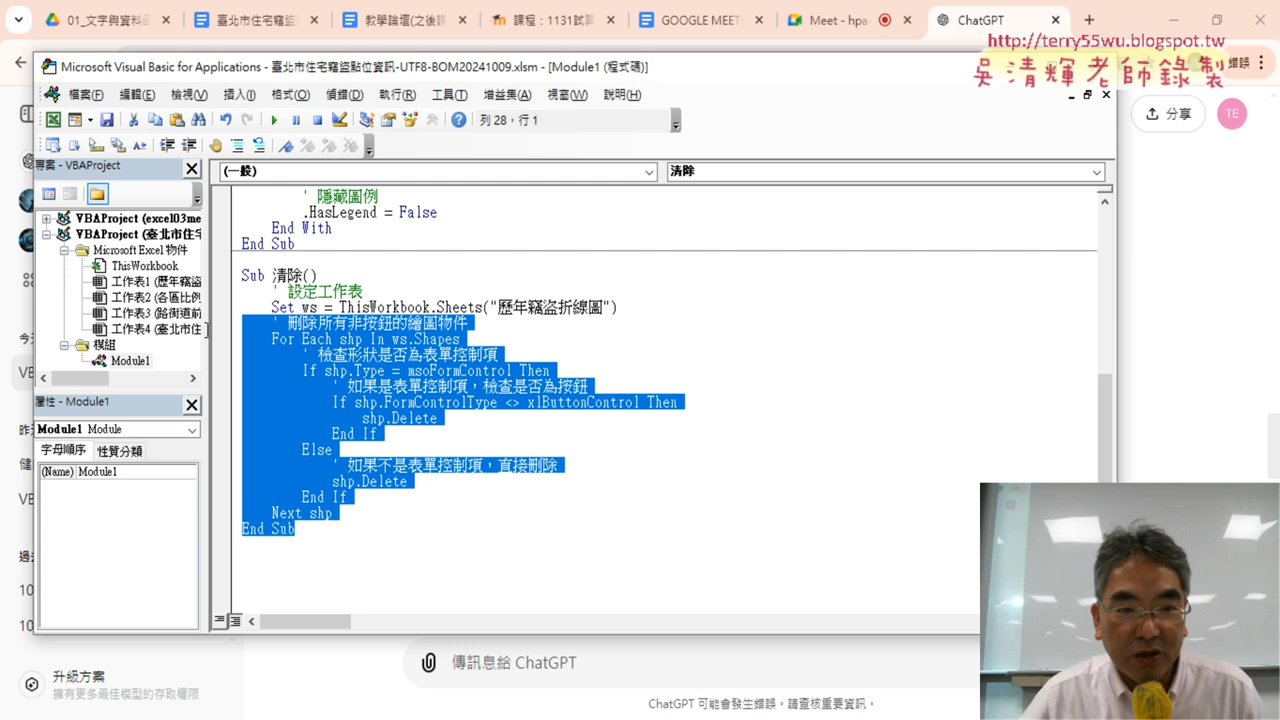 01_文字與資料
臺北市住宅竊盜
教學論壇(之後課
課程：1131試
GOOGLE MEET
Meet - hpa
ChatGPT
http://terry55wu.blogspot.tw
吳清輝老師錄製
Microsoft Visual Basic for Applications - 臺北市住宅竊盜點位資訊-UTF8-BOM20241009.xlsm - [Module1 (程式碼)]
檔案(F) 編輯(E) 檢視(V) 插入(I) 格式(O) 偵錯(D) 執行(R) 工具(T) 增益集(A) 視窗(W) 說明(H)
分享
TE
列 28，行 1
專案 - VBAProject
(一般)
清除
VBAProject (excel03me
VBAProject (臺北市住宅
Microsoft Excel 物件
ThisWorkbook
工作表1 (歷年竊盜
工作表2 (各區比例
工作表3 (路街道前
工作表4 (臺北市住
模組
Module1
屬性 - Module1
Module1 Module
字母順序 性質分類
(Name) Module1
' 隱藏圖例
.HasLegend = False
End With
End Sub
Sub 清除()
' 設定工作表
Set ws = ThisWorkbook.Sheets("歷年竊盜折線圖")
' 刪除所有非按鈕的繪圖物件
For Each shp In ws.Shapes
' 檢查形狀是否為表單控制項
If shp.Type = msoFormControl Then
' 如果是表單控制項，檢查是否為按鈕
If shp.FormControlType <> xlButtonControl Then
shp.Delete
End If
Else
' 如果不是表單控制項，直接刪除
shp.Delete
End If
Next shp
End Sub
升級方案
擁有更多最佳模型的存取權限
傳訊息給 ChatGPT
ChatGPT 可能會發生錯誤。請查核重要資訊。